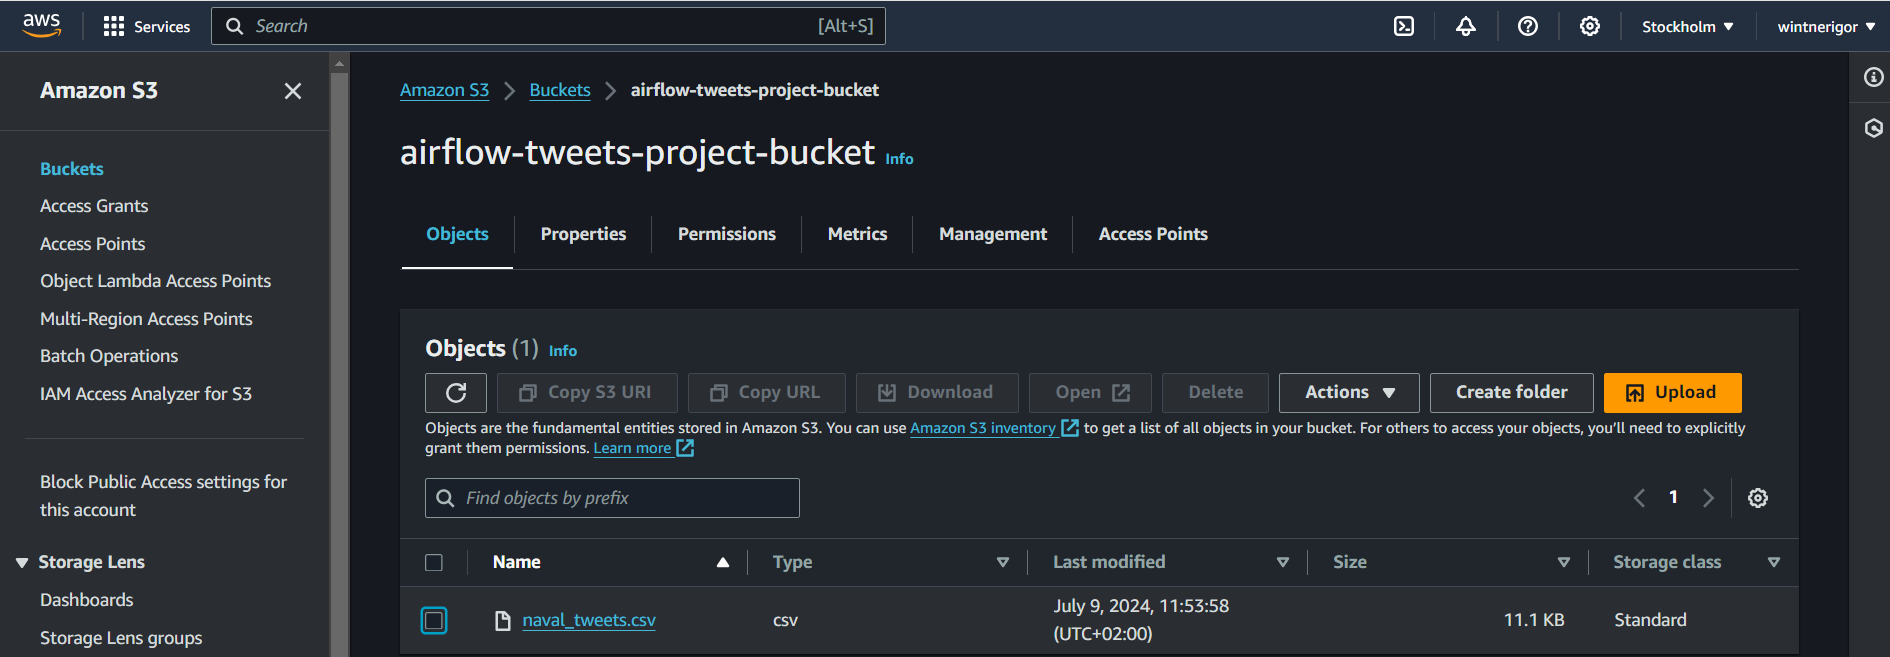 aws Services Search [Alt+S] Stockholm wintnerigor
Amazon S3
Buckets
Access Grants
Access Points
Object Lambda Access Points
Multi-Region Access Points
Batch Operations
IAM Access Analyzer for S3
Block Public Access settings for
this account
Storage Lens
Dashboards
Storage Lens groups
Amazon S3 Buckets airflow-tweets-project-bucket
airflow-tweets-project-bucket Info
Objects Properties Permissions Metrics Management Access Points
Objects (1) Info
Copy S3 URI Copy URL Download Open Delete Actions Create folder Upload
Objects are the fundamental entities stored in Amazon S3. You can use Amazon S3 inventory to get a list of all objects in your bucket. For others to access your objects, you’ll need to explicitly
grant them permissions. Learn more
Find objects by prefix 1
Name Type Last modified Size Storage class
naval_tweets.csv csv July 9, 2024, 11:53:58 11.1 KB Standard
(UTC+02:00)